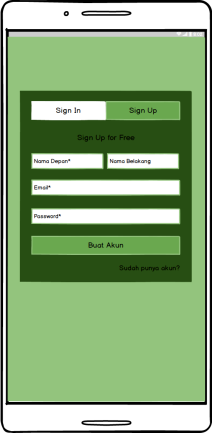 Sign In
Sign Up
Sign Up for Free
Nama Depan*
Nama Belakang
Email*
Password*
Buat Akun
Sudah punya akun?